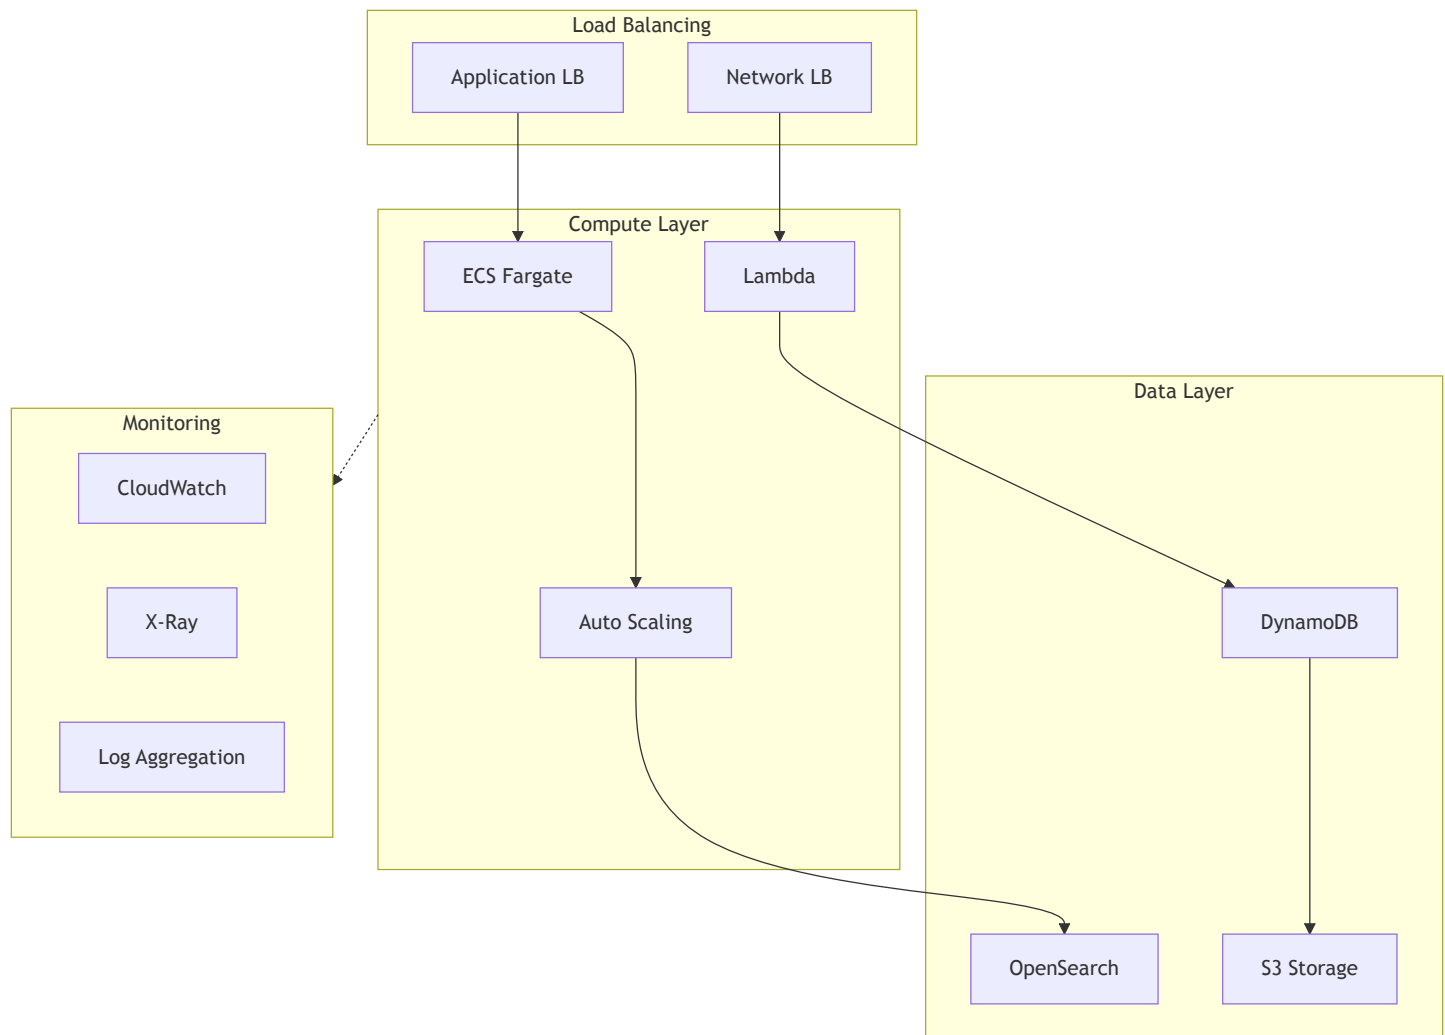 Load Balancing
Application LB
Network LB
Compute Layer
ECS Fargate
Lambda
Data Layer
Monitoring
CloudWatch
X-Ray
Auto Scaling
DynamoDB
Log Aggregation
OpenSearch
S3 Storage